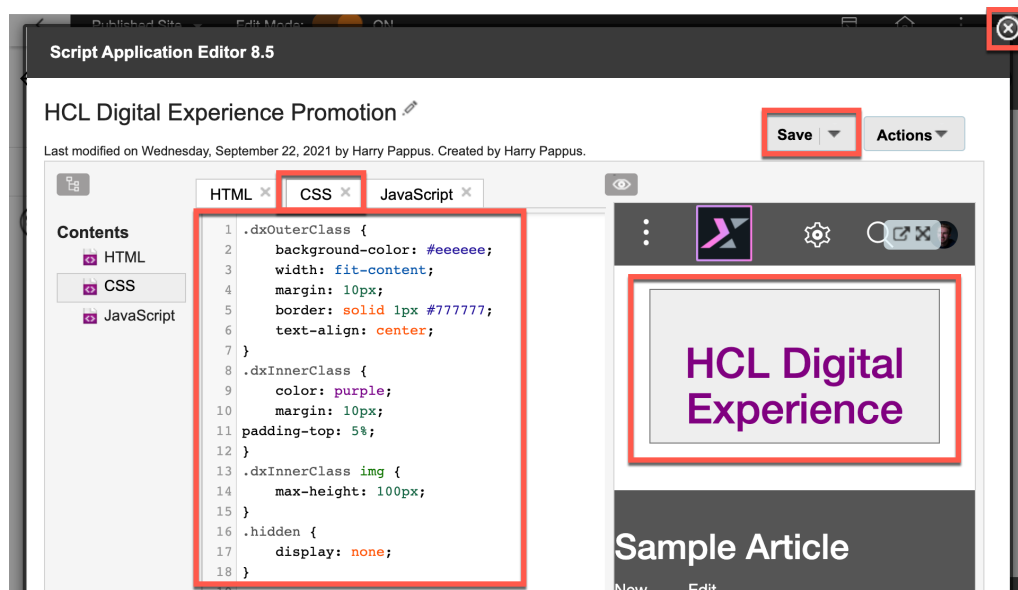 Published Site Edit Mode: ON
Script Application Editor 8.5
HCL Digital Experience Promotion
Save
Actions
Last modified on Wednesday, September 22, 2021 by Harry Pappus. Created by Harry Pappus.
HTML
CSS
JavaScript
Contents
HTML
CSS
JavaScript
1 .dxOuterClass {
2 background-color: #eeeeee;
3 width: fit-content;
4 margin: 10px;
5 border: solid 1px #777777;
6 text-align: center;
7 }
8 .dxInnerClass {
9 color: purple;
10 margin: 10px;
11 padding-top: 5%;
12 }
13 .dxInnerClass img {
14 max-height: 100px;
15 }
16 .hidden {
17 display: none;
18 }
HCL Digital
Experience
Sample Article
New Edit